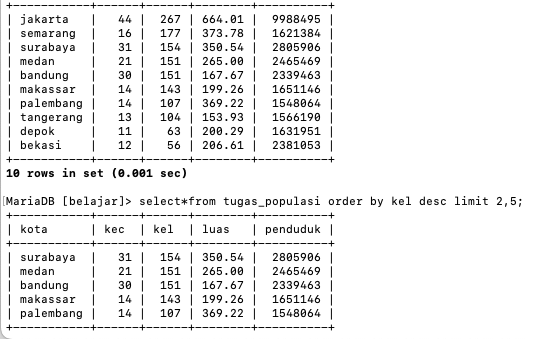 +-----------+------+------+--------+----------+
| jakarta   |   44 |  267 | 664.01 |  9988495 |
| semarang  |   16 |  177 | 373.78 |  1621384 |
| surabaya  |   31 |  154 | 350.54 |  2805906 |
| medan     |   21 |  151 | 265.00 |  2465469 |
| bandung   |   30 |  151 | 167.67 |  2339463 |
| makassar  |   14 |  143 | 199.26 |  1651146 |
| palembang |   14 |  107 | 369.22 |  1548064 |
| tangerang |   13 |  104 | 153.93 |  1566190 |
| depok     |   11 |   63 | 200.29 |  1631951 |
| bekasi    |   12 |   56 | 206.61 |  2381053 |
+-----------+------+------+--------+----------+
10 rows in set (0.001 sec)
MariaDB [belajar]> select*from tugas_populasi order by kel desc limit 2,5;
+-----------+------+------+--------+----------+
| kota      | kec  | kel  | luas   | penduduk |
+-----------+------+------+--------+----------+
| surabaya  |   31 |  154 | 350.54 |  2805906 |
| medan     |   21 |  151 | 265.00 |  2465469 |
| bandung   |   30 |  151 | 167.67 |  2339463 |
| makassar  |   14 |  143 | 199.26 |  1651146 |
| palembang |   14 |  107 | 369.22 |  1548064 |
+-----------+------+------+--------+----------+